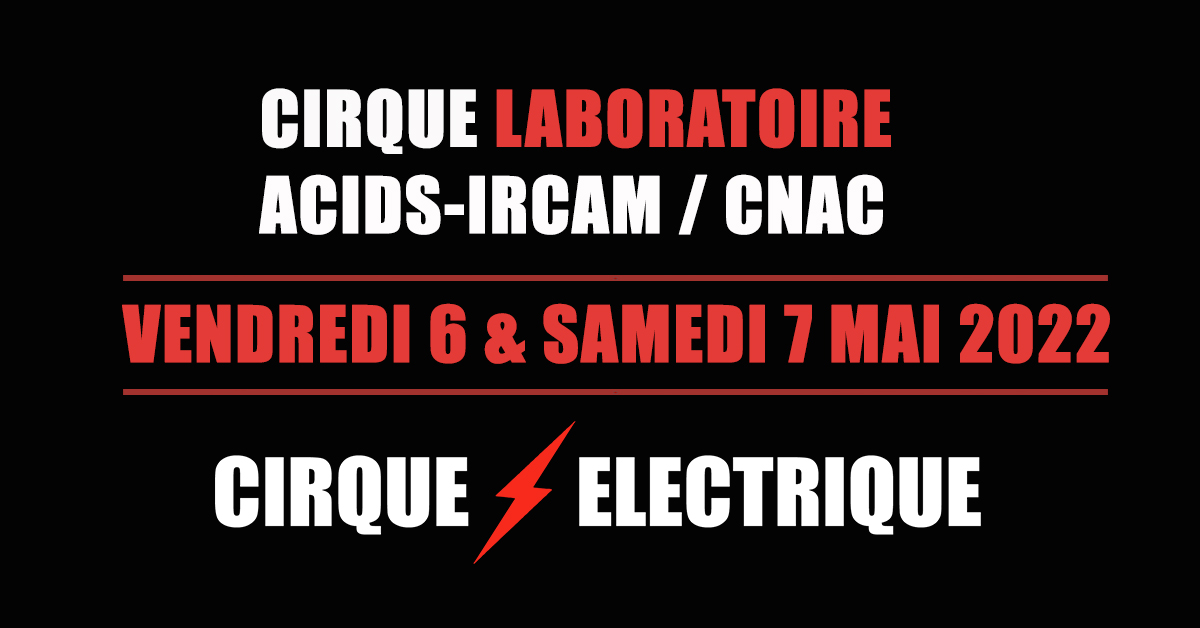 CIRQUE LABORATOIRE
ACIDS-IRCAM / CNAC
VENDREDI 6 & SAMEDI 7 MAI 2022
CIRQUE ELECTRIQUE